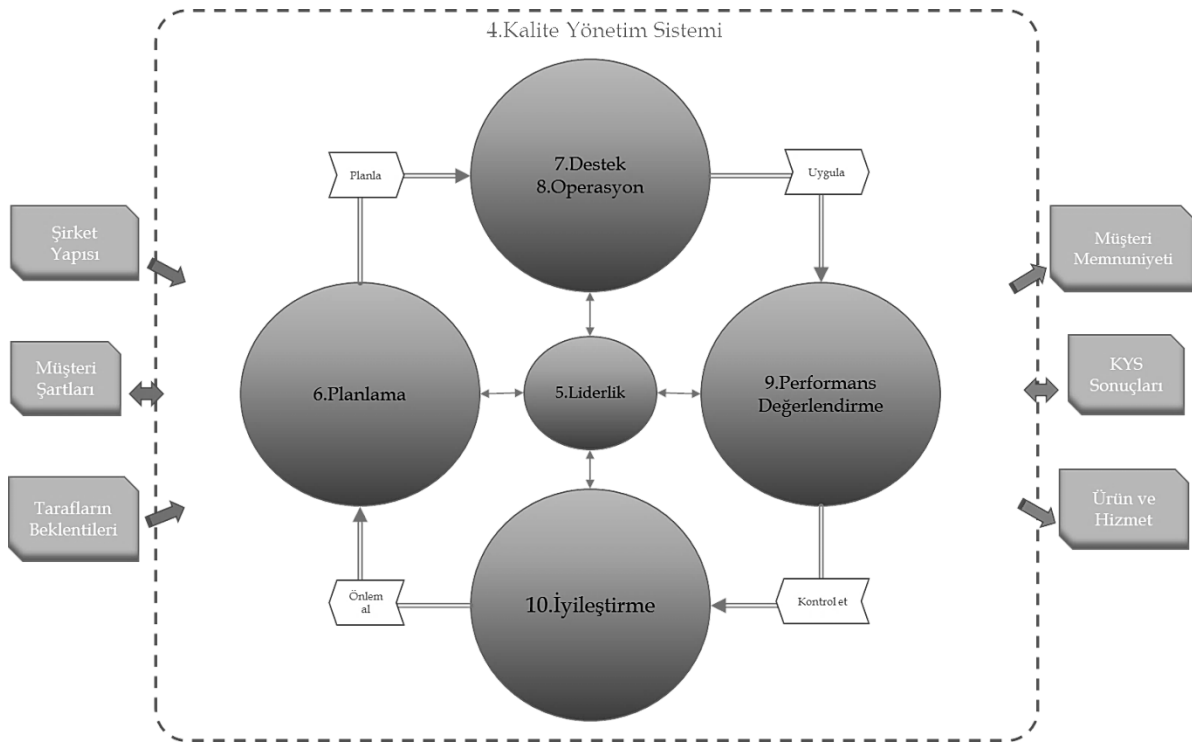 4.Kalite Yönetim Sistemi
7.Destek
8.Operasyon
Planla
Uygula
Şirket
Yapısı
Müşteri
Memnuniyeti
Müşteri
Şartları
6.Planlama
5.Liderlik
9.Performans
Değerlendirme
KYS
Sonuçları
Tarafların
Beklentileri
Ürün ve
Hizmet
Önlem
al
10.İyileştirme
Kontrol et